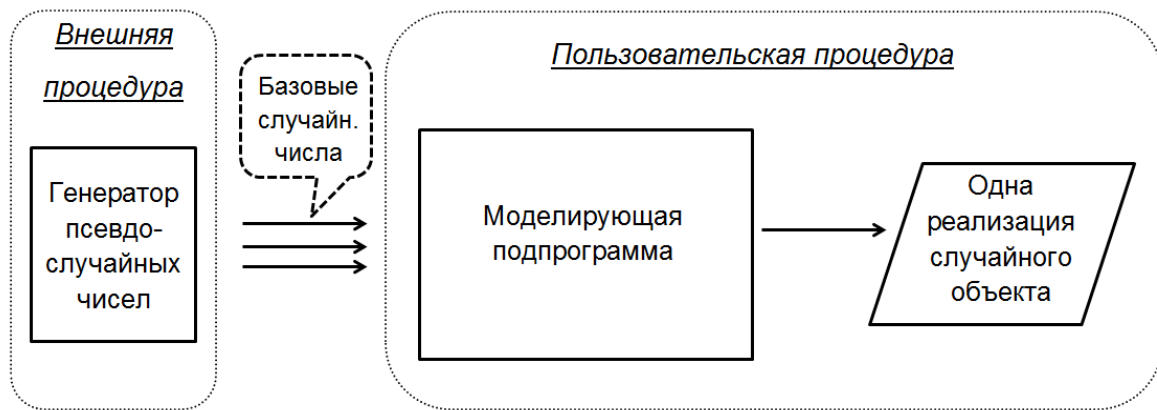 Внешняя
процедура
Генератор
псевдо-
случайных
чисел
Базовые
случайн.
числа
Пользовательская процедура
Моделирующая
подпрограмма
Одна
реализация
случайного
объекта